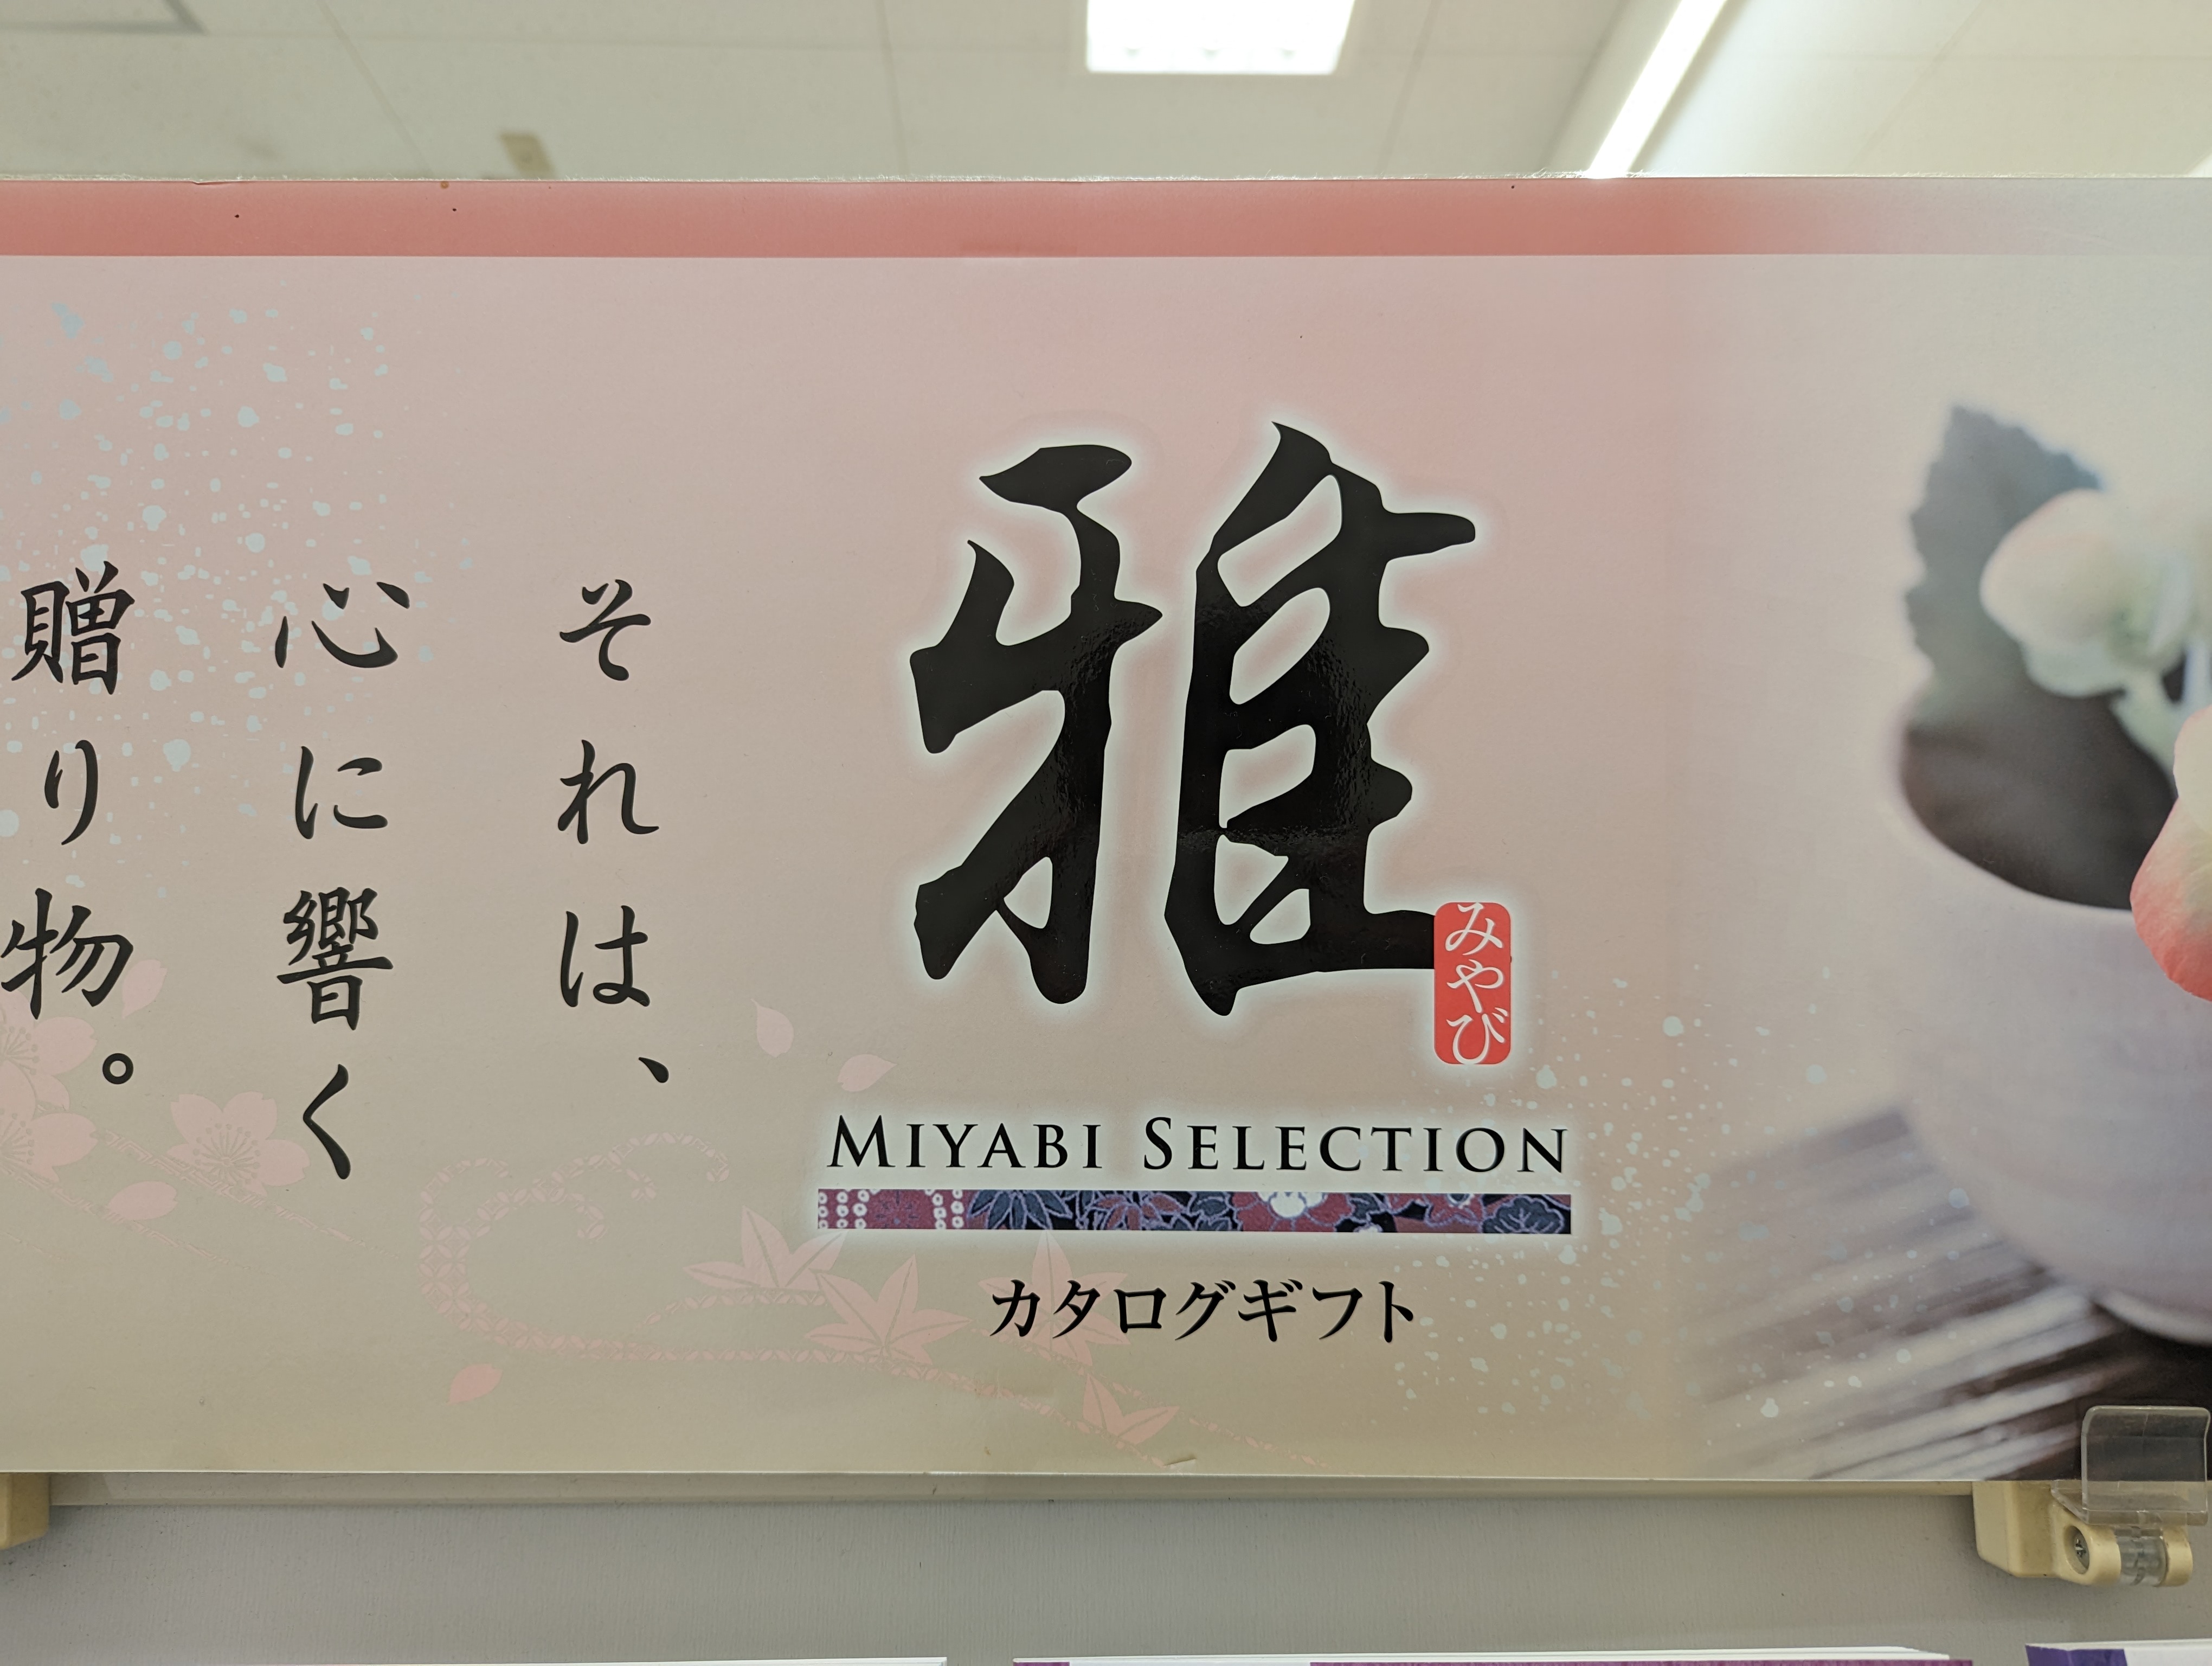 雅
みやび
MIYABI SELECTION
カタログギフト
それは、
心に響く
贈り物。